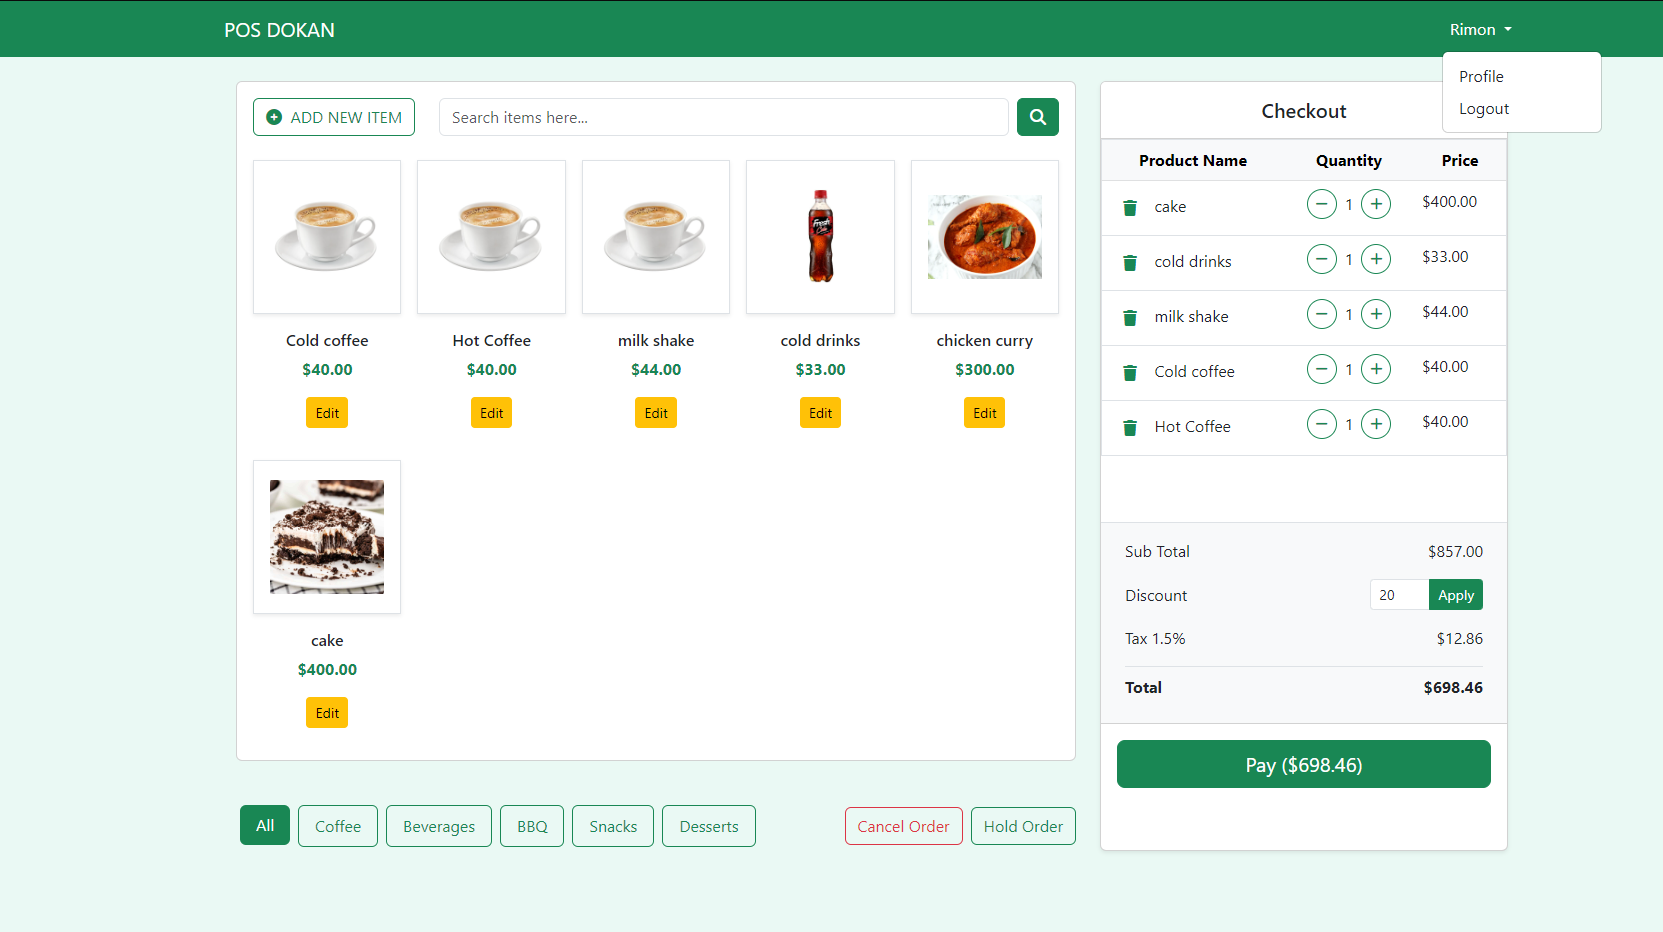 POS DOKAN
Rimon
Profile
Logout
ADD NEW ITEM
Search items here...
Cold coffee
$40.00
Edit
Hot Coffee
$40.00
Edit
milk shake
$44.00
Edit
Fresh
Cola
cold drinks
$33.00
Edit
chicken curry
$300.00
Edit
cake
$400.00
Edit
All
Coffee
Beverages
BBQ
Snacks
Desserts
Cancel Order
Hold Order
Checkout
Product Name Quantity Price
cake 1 $400.00
cold drinks 1 $33.00
milk shake 1 $44.00
Cold coffee 1 $40.00
Hot Coffee 1 $40.00
Sub Total $857.00
Discount 20 Apply
Tax 1.5% $12.86
Total $698.46
Pay ($698.46)